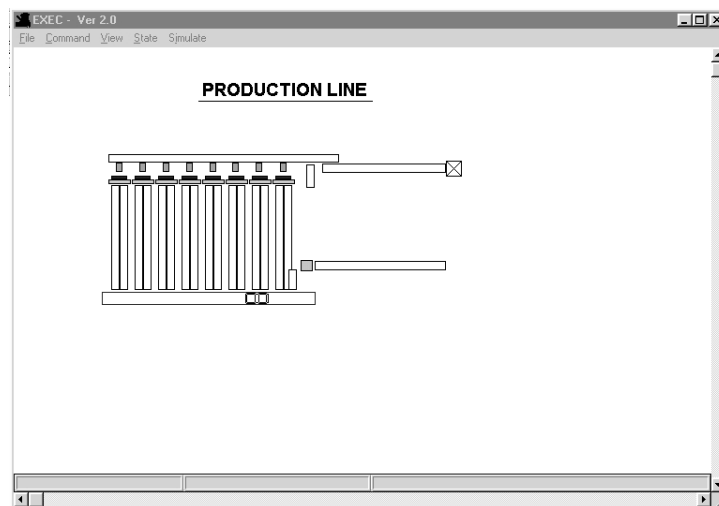 EXEC - Ver 2.0
File Command View State Simulate
PRODUCTION LINE